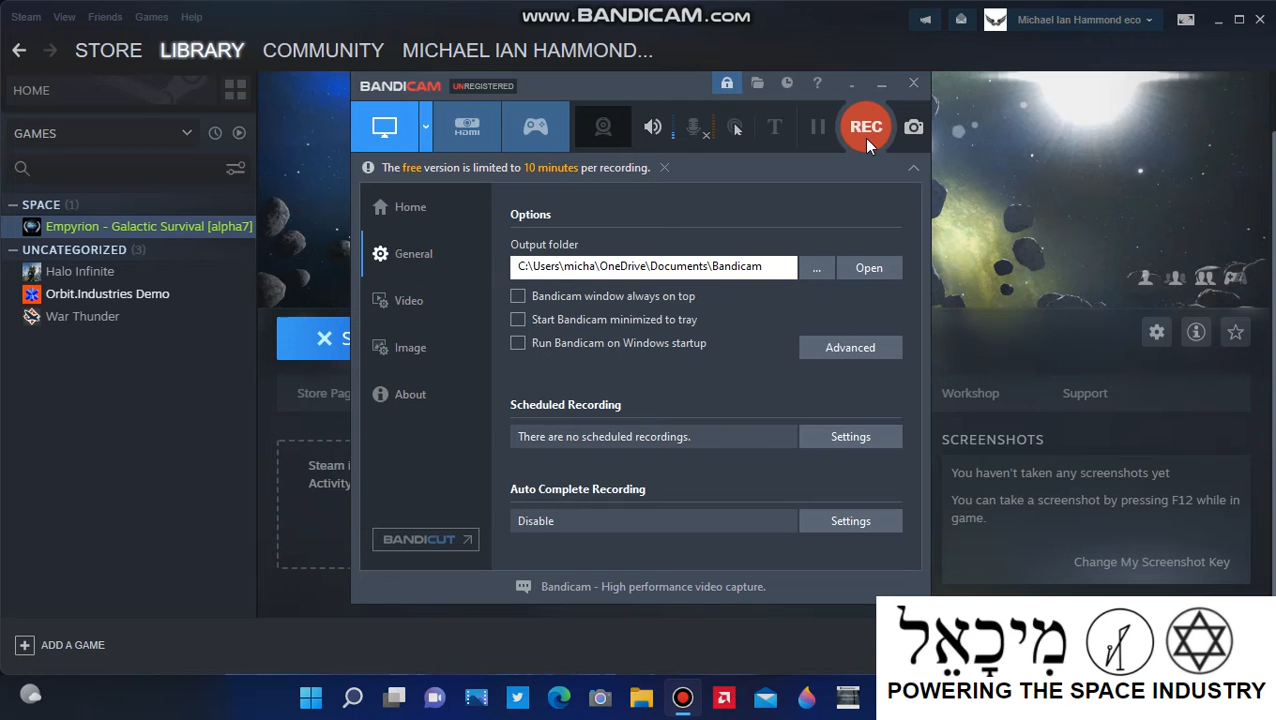 Steam View Friends Games Help
www.BANDICAM.com
Michael Ian Hammond eco
STORE LIBRARY COMMUNITY MICHAEL IAN HAMMOND...
HOME
GAMES
SPACE (1)
Empyrion - Galactic Survival [alpha7]
UNCATEGORIZED (3)
Halo Infinite
Orbit.Industries Demo
War Thunder
ADD A GAME
BANDICAM UNREGISTERED
HDMI
T
REC
The free version is limited to 10 minutes per recording.
Home
General
Video
Image
About
BANDICUT
Options
Output folder
C:\Users\micha\OneDrive\Documents\Bandicam
... Open
Bandicam window always on top
Start Bandicam minimized to tray
Run Bandicam on Windows startup
Advanced
Scheduled Recording
There are no scheduled recordings. Settings
Auto Complete Recording
Disable Settings
Bandicam - High performance video capture.
S
Store Pag
Steam i
Activity
Workshop Support
SCREENSHOTS
You haven't taken any screenshots yet
You can take a screenshot by pressing F12 while in
game.
Change My Screenshot Key
מִיכָאֵל
POWERING THE SPACE INDUSTRY